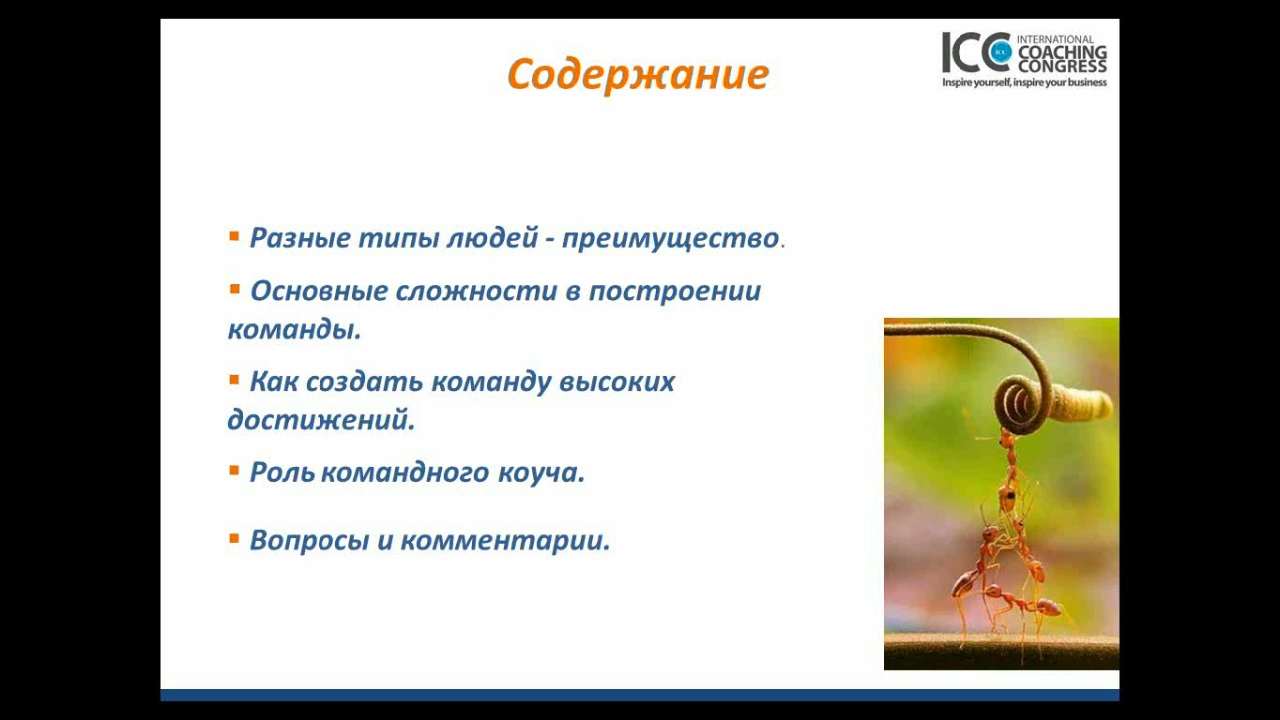 Содержание
ICC INTERNATIONAL
COACHING
CONGRESS
Inspire yourself, inspire your business
▪ Разные типы людей - преимущество.
▪ Основные сложности в построении
команды.
▪ Как создать команду высоких
достижений.
▪ Роль командного коуча.
▪ Вопросы и комментарии.